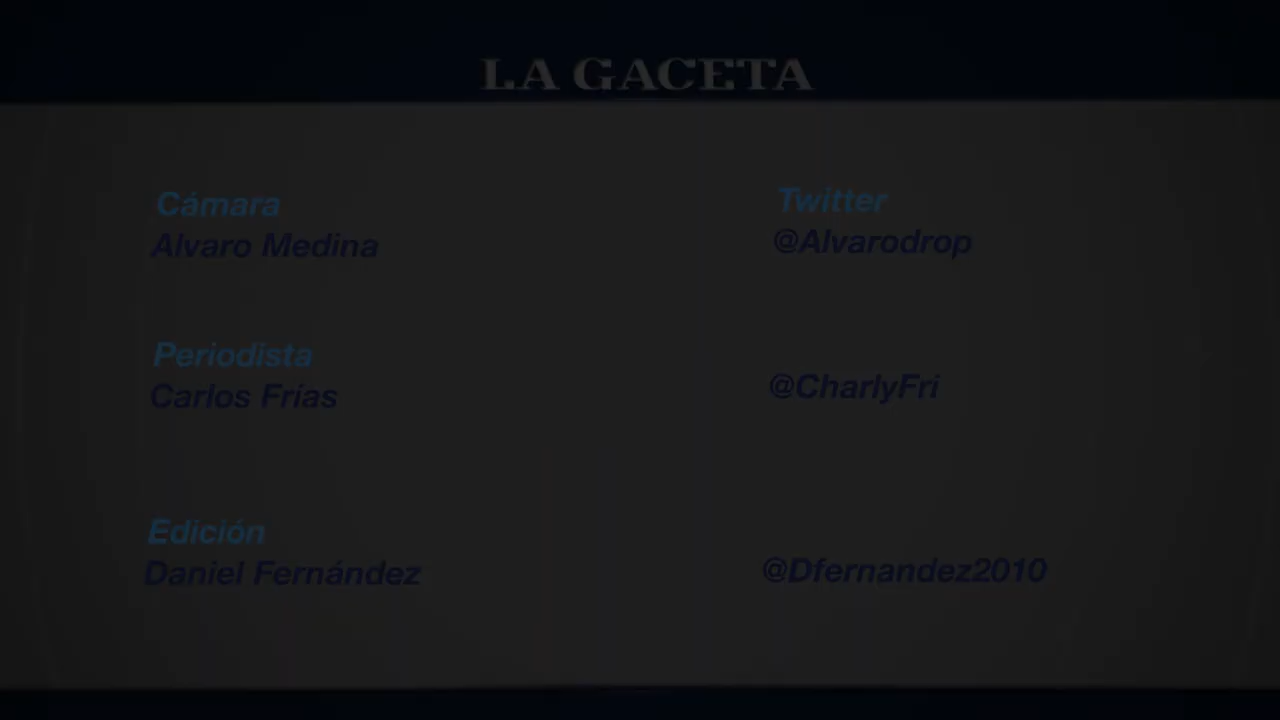 LA GACETA
Cámara
Alvaro Medina
Twitter
@Alvarodrop
Periodista
Carlos Frías
@CharlyFri
Edición
Daniel Fernández
@Dfernandez2010